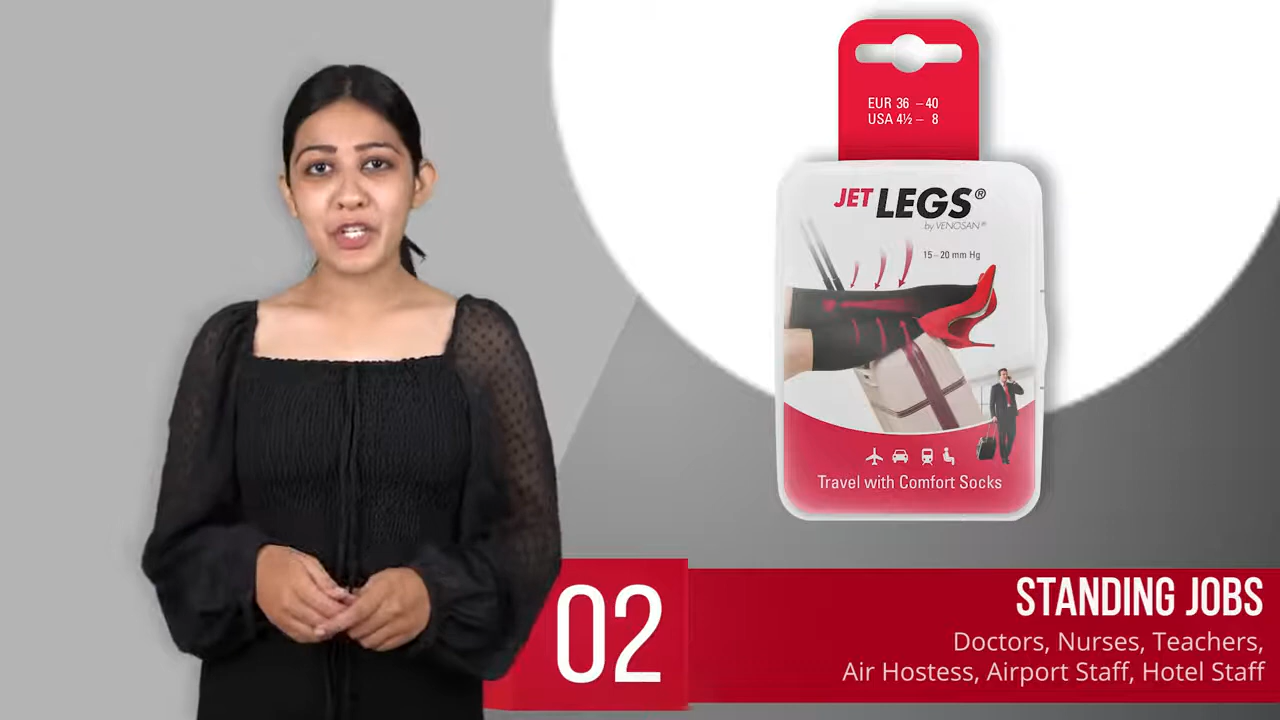 EUR 36 – 40
USA 4½ – 8
JET LEGS®
by VENOSAN®
15 – 20 mm Hg
Travel with Comfort Socks
02
STANDING JOBS
Doctors, Nurses, Teachers,
Air Hostess, Airport Staff, Hotel Staff